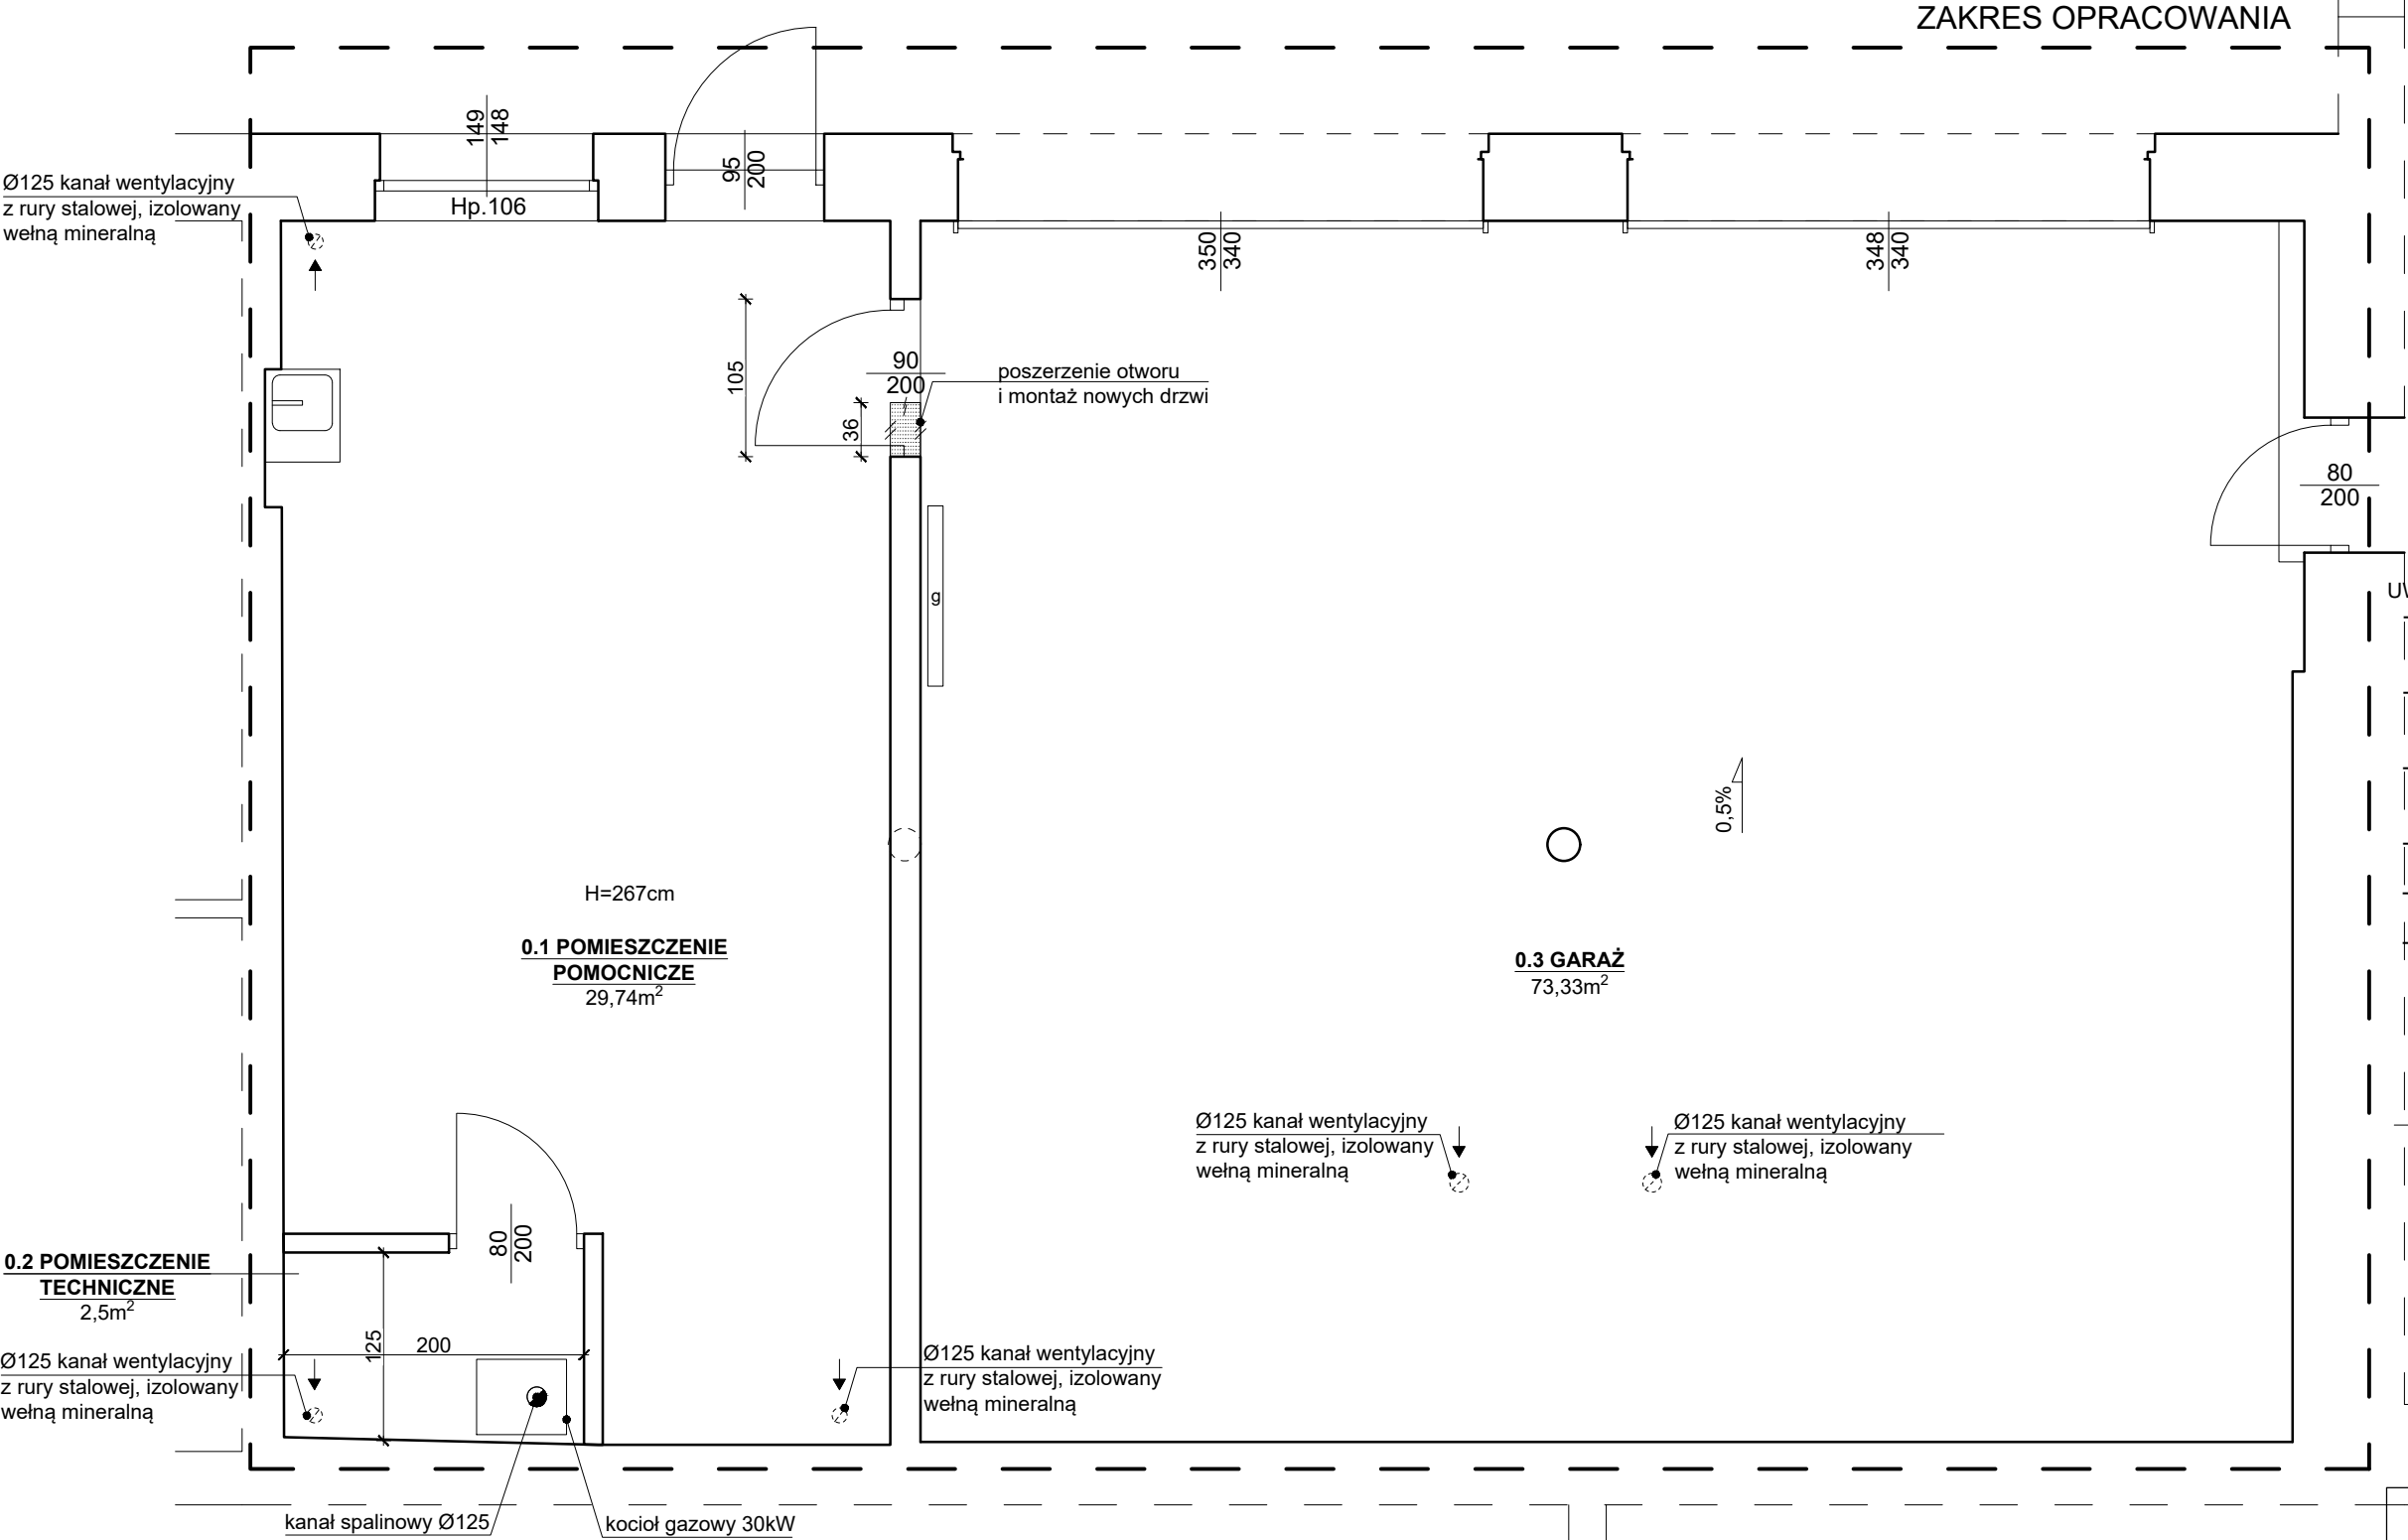 ZAKRES OPRACOWANIA
149
148
95
200
Ø125 kanał wentylacyjny
z rury stalowej, izolowany
wełną mineralną
Hp.106
350
340
348
340
105
90
200
36
poszerzenie otworu
i montaż nowych drzwi
80
200
g
0,5%
H=267cm
0.1 POMIESZCZENIE
POMOCNICZE
29,74m²
0.3 GARAŻ
73,33m²
Ø125 kanał wentylacyjny
z rury stalowej, izolowany
wełną mineralną
Ø125 kanał wentylacyjny
z rury stalowej, izolowany
wełną mineralną
80
200
0.2 POMIESZCZENIE
TECHNICZNE
2,5m²
125
200
Ø125 kanał wentylacyjny
z rury stalowej, izolowany
wełną mineralną
Ø125 kanał wentylacyjny
z rury stalowej, izolowany
wełną mineralną
kanał spalinowy Ø125
kocioł gazowy 30kW